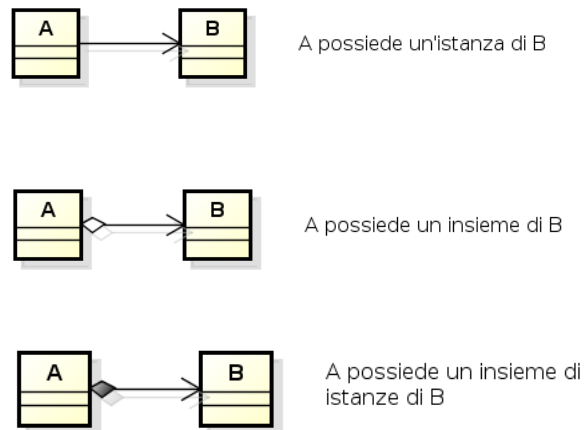 A
B
A possiede un'istanza di B
A
B
A possiede un insieme di B
A
B
A possiede un insieme di
istanze di B